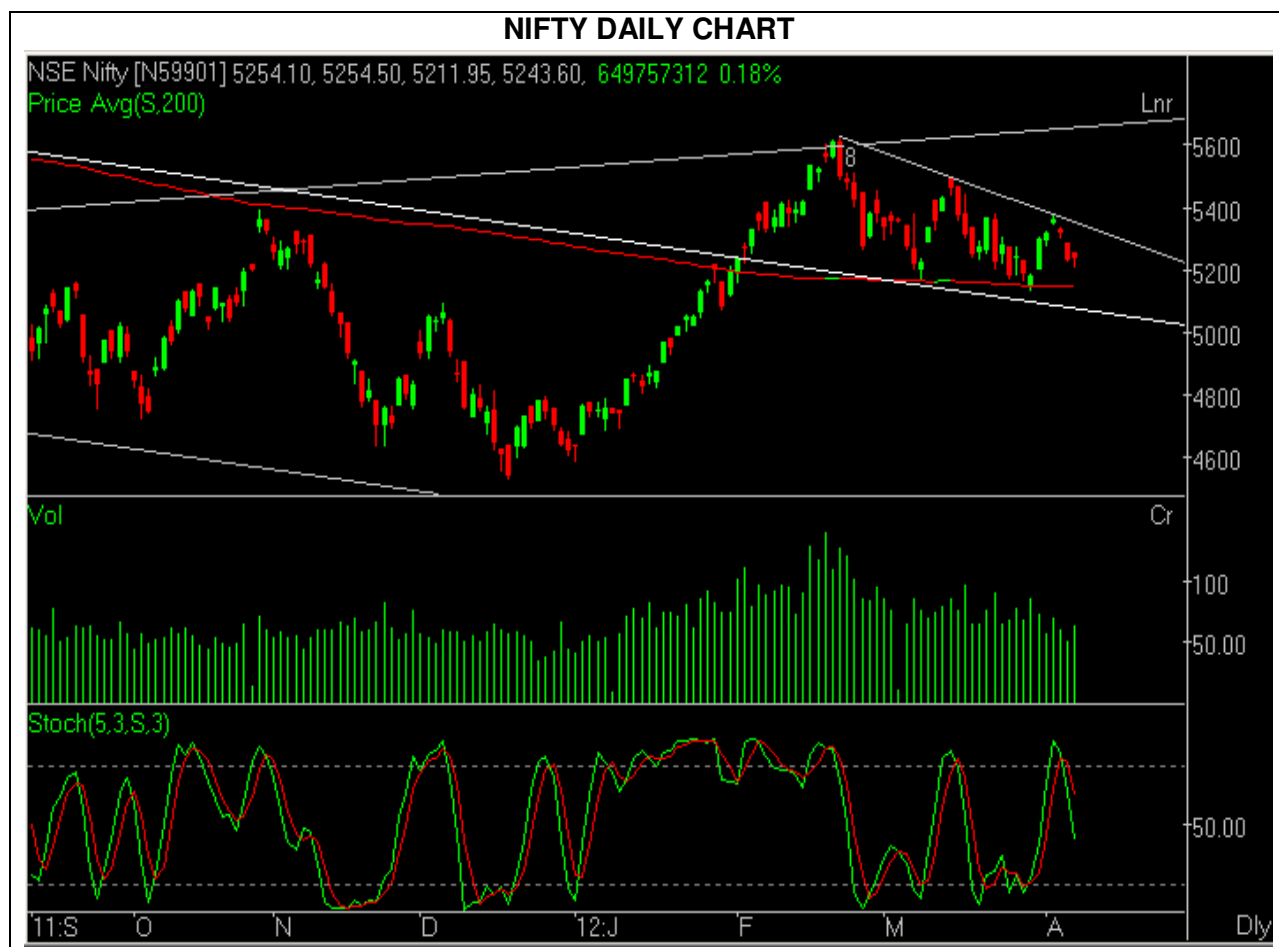 NIFTY DAILY CHART
NSE Nifty [N59901] 5254.10, 5254.50, 5211.95, 5243.60, 649757312 0.18%
Price Avg(S,200)
Lnr
8
5600
5400
5200
5000
4800
4600
Vol
Cr
100
50.00
Stoch(5,3,S,3)
50.00
'11:S 'O 'N 'D '12:J 'F 'M 'A Dly